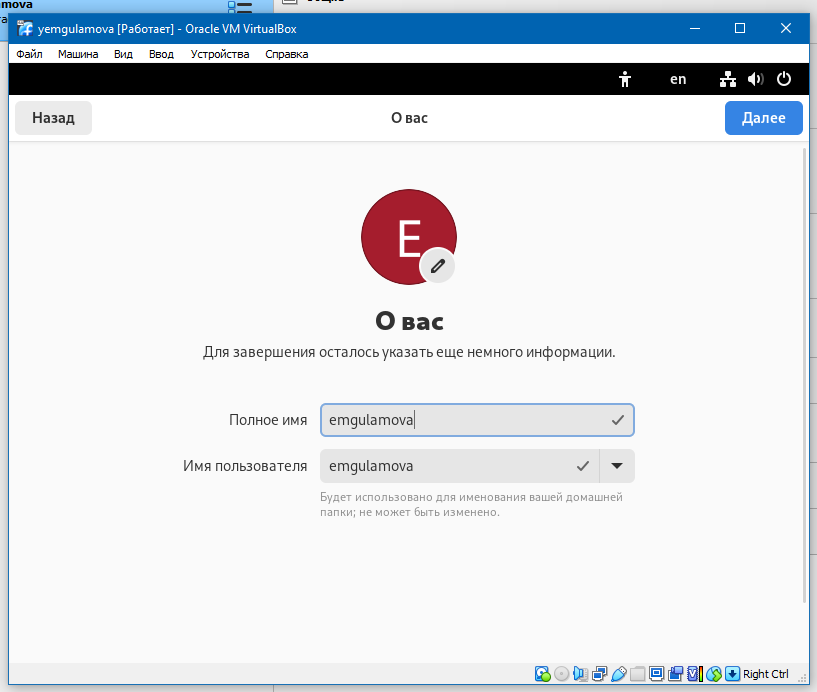 mova
yemgulamova [Работает] - Oracle VM VirtualBox
Файл Машина Вид Ввод Устройства Справка
en
Назад
О вас
Далее
E
О вас
Для завершения осталось указать еще немного информации.
Полное имя emgulamova
Имя пользователя emgulamova
Будет использовано для именования вашей домашней
папки; не может быть изменено.
Right Ctrl